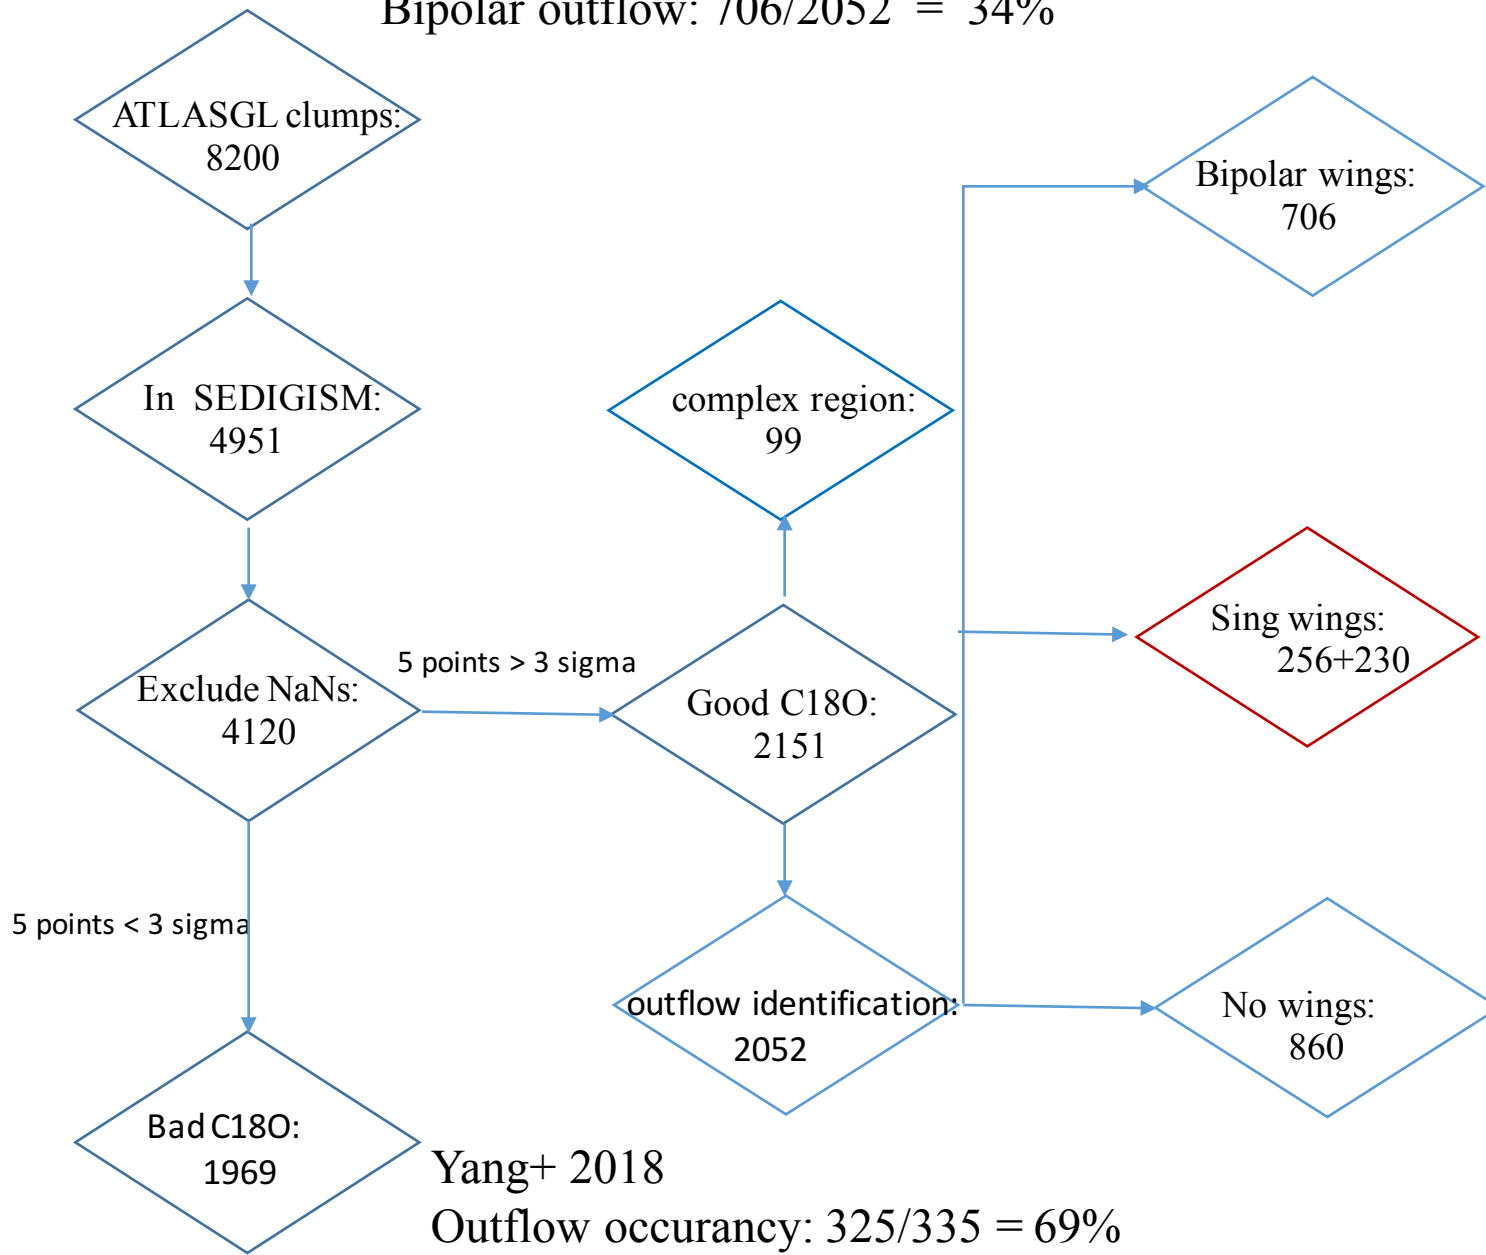 Bipolar outflow: 706/2052 = 34%
ATLASGL clumps:
8200
Bipolar wings:
706
In SEDIGISM:
4951
complex region:
99
Sing wings:
256+230
5 points > 3 sigma
Exclude NaNs:
4120
Good C18O:
2151
5 points < 3 sigma
outflow identification:
2052
No wings:
860
Bad C18O:
1969
Yang+ 2018
Outflow occurancy: 325/335 = 69%